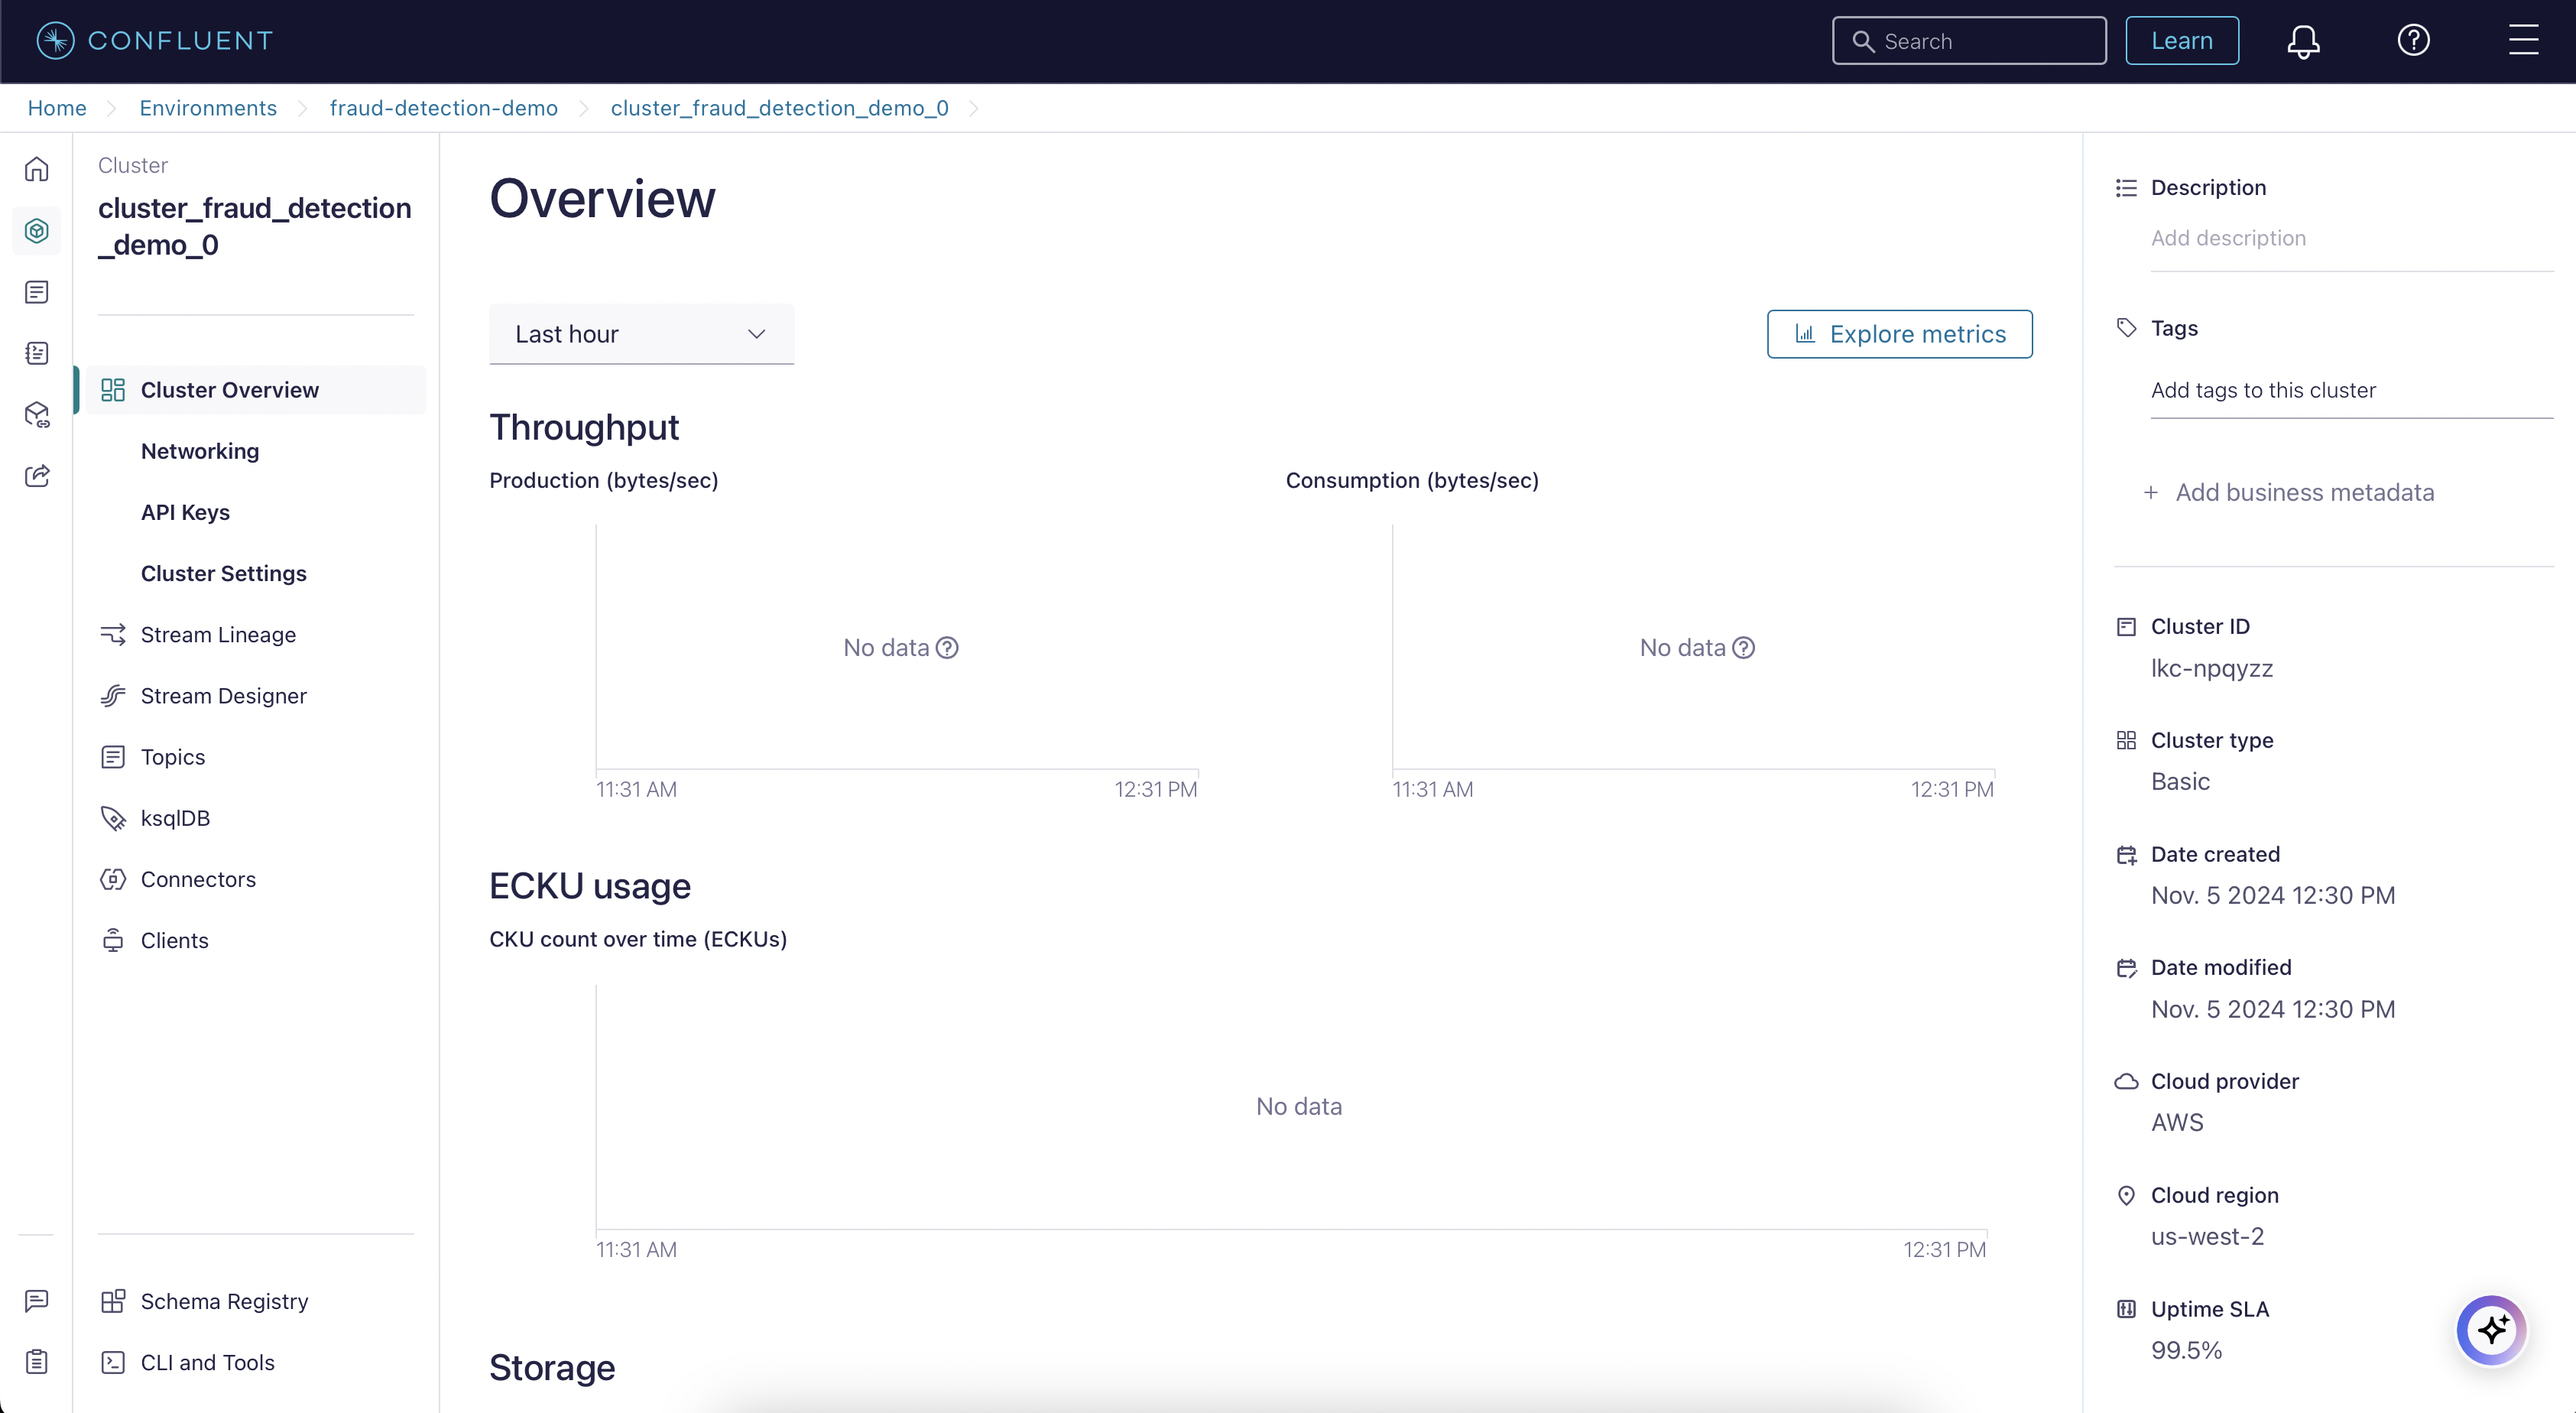 CONFLUENT
Search
Learn
Home
Environments
fraud-detection-demo
cluster_fraud_detection_demo_0
Cluster
cluster_fraud_detection
_demo_0
Cluster Overview
Networking
API Keys
Cluster Settings
Stream Lineage
Stream Designer
Topics
ksqlDB
Connectors
Clients
Schema Registry
CLI and Tools
Overview
Last hour
Explore metrics
Throughput
Production (bytes/sec)
No data
11:31 AM
12:31 PM
Consumption (bytes/sec)
No data
11:31 AM
12:31 PM
ECKU usage
CKU count over time (ECKUs)
No data
11:31 AM
12:31 PM
Storage
Description
Add description
Tags
Add tags to this cluster
+ Add business metadata
Cluster ID
lkc-npqyzz
Cluster type
Basic
Date created
Nov. 5 2024 12:30 PM
Date modified
Nov. 5 2024 12:30 PM
Cloud provider
AWS
Cloud region
us-west-2
Uptime SLA
99.5%